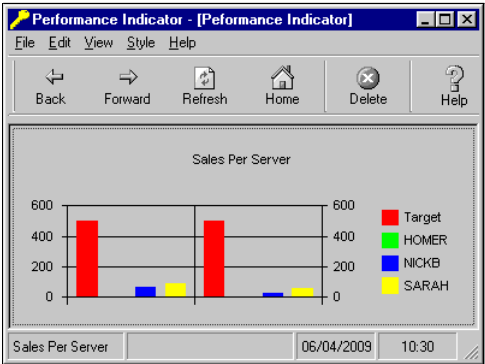 Performance Indicator - [Peformance Indicator]
File Edit View Style Help
Back Forward Refresh Home Delete Help
Sales Per Server
600 600
400 400
200 200
0 0
Target
HOMER
NICKB
SARAH
Sales Per Server 06/04/2009 10:30